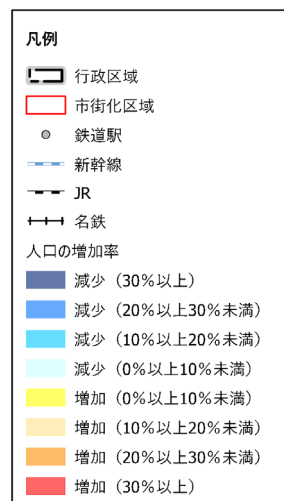 凡例
行政区域
市街化区域
鉄道駅
新幹線
JR
名鉄
人口の増加率
減少（30％以上）
減少（20％以上30％未満）
減少（10％以上20％未満）
減少（0％以上10％未満）
増加（0％以上10％未満）
増加（10％以上20％未満）
増加（20％以上30％未満）
増加（30％以上）